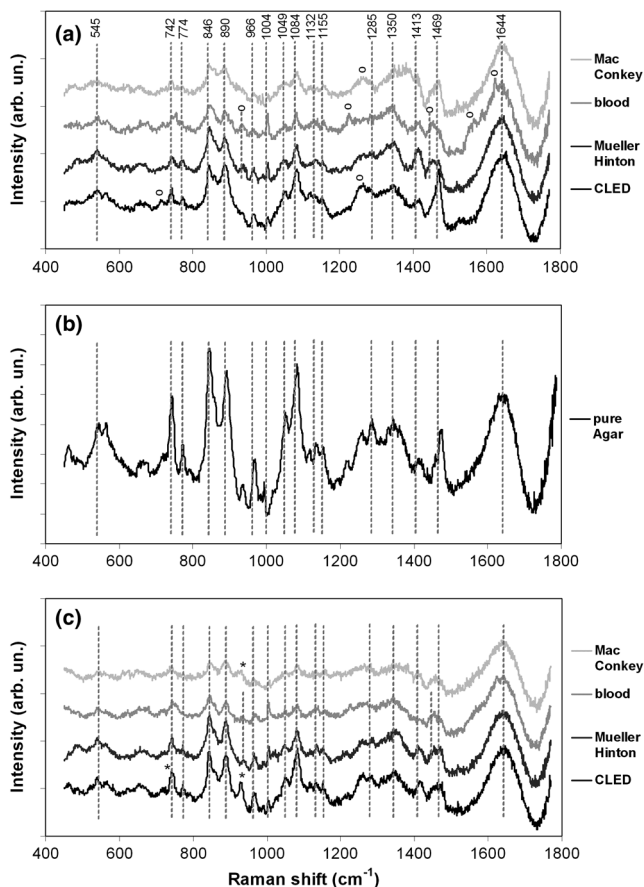 (a)
545 742 774 846 890 966 1004 1049 1084 1132 1155 1285 1350 1413 1469 1644
Intensity (arb. un.)
o o o o o o o
Mac
Conkey
blood
Mueller
Hinton
CLED
400 600 800 1000 1200 1400 1600 1800
(b)
Intensity (arb. un.)
pure
Agar
400 600 800 1000 1200 1400 1600 1800
(c)
Intensity (arb. un.)
* * *
Mac
Conkey
blood
Mueller
Hinton
CLED
400 600 800 1000 1200 1400 1600 1800
Raman shift (cm⁻¹)